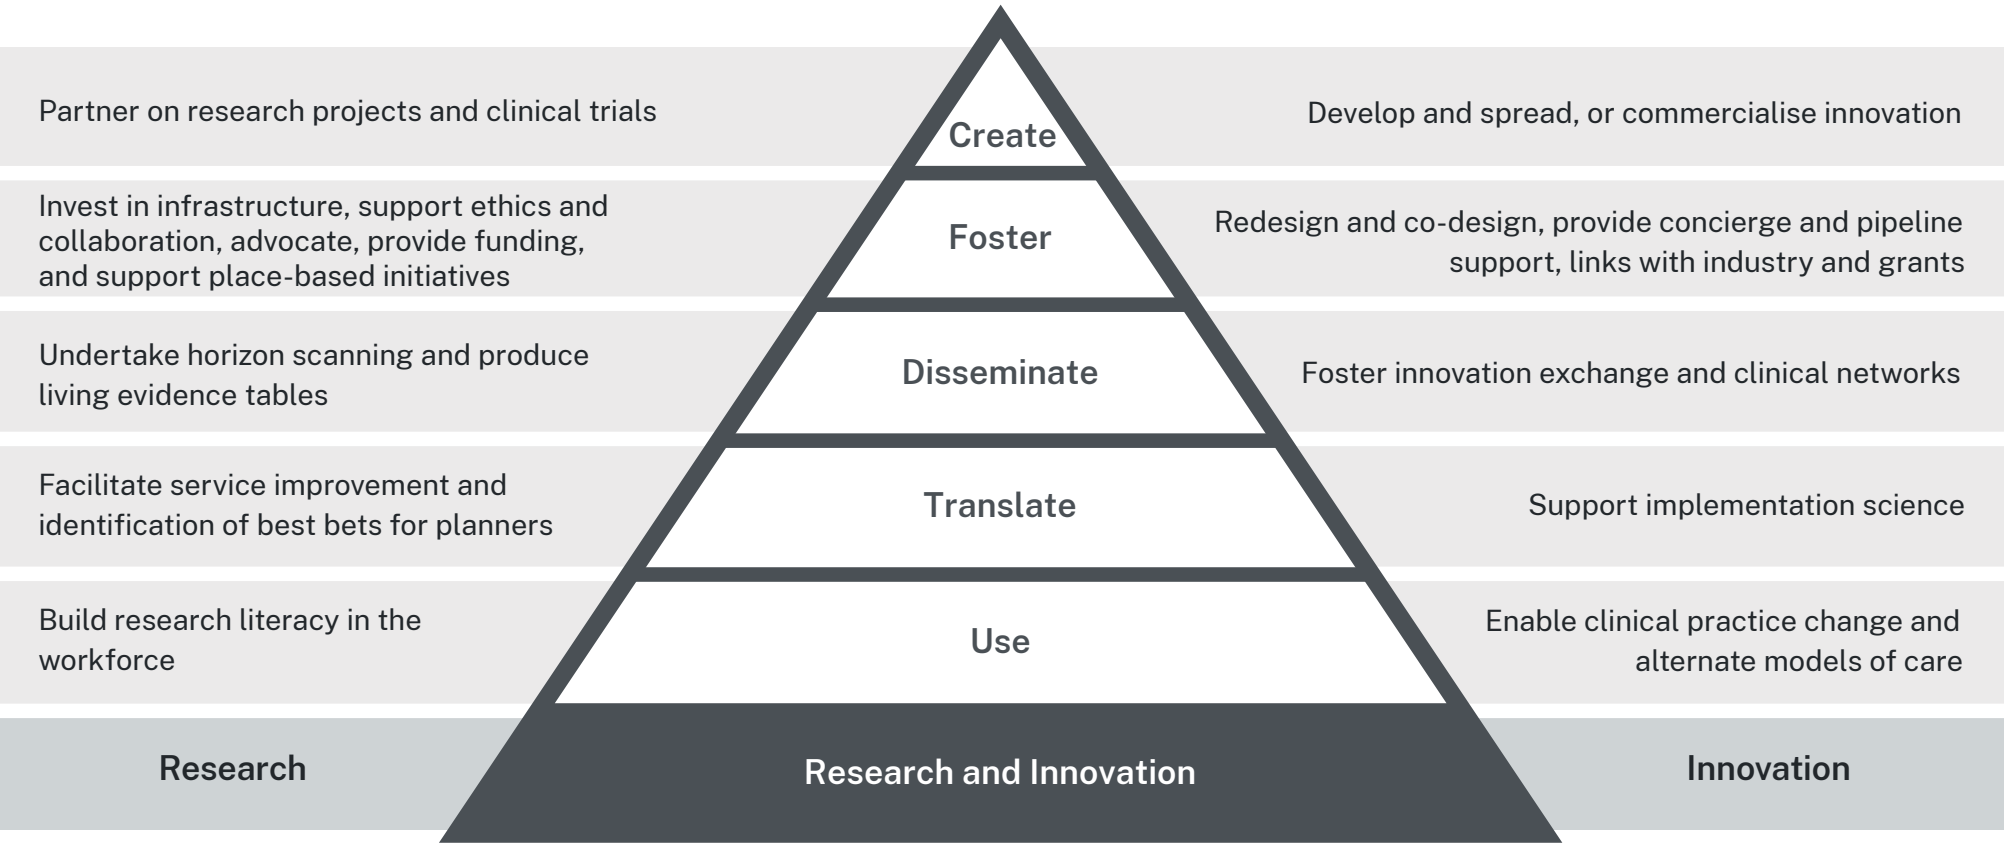 Partner on research projects and clinical trials
Create
Develop and spread, or commercialise innovation
Invest in infrastructure, support ethics and
collaboration, advocate, provide funding,
and support place-based initiatives
Foster
Redesign and co-design, provide concierge and pipeline
support, links with industry and grants
Undertake horizon scanning and produce
living evidence tables
Disseminate
Foster innovation exchange and clinical networks
Facilitate service improvement and
identification of best bets for planners
Translate
Support implementation science
Build research literacy in the
workforce
Use
Enable clinical practice change and
alternate models of care
Research
Research and Innovation
Innovation